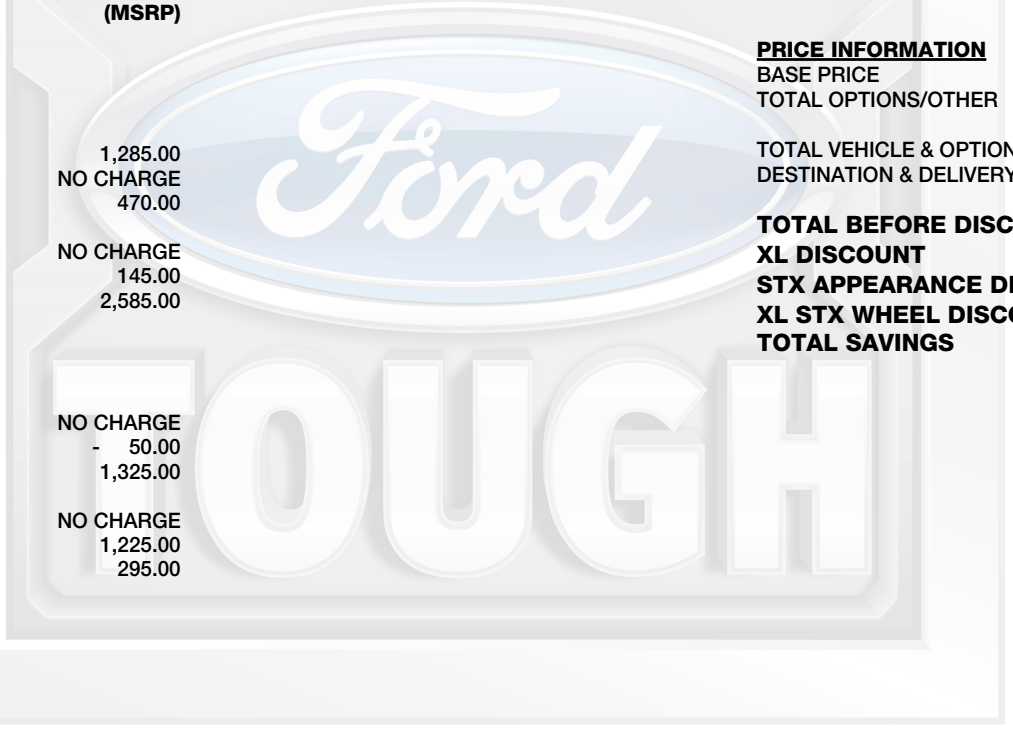 (MSRP)
1,285.00
NO CHARGE
470.00
NO CHARGE
145.00
2,585.00
NO CHARGE
- 50.00
1,325.00
NO CHARGE
1,225.00
295.00
PRICE INFORMATION
BASE PRICE
TOTAL OPTIONS/OTHER
TOTAL VEHICLE & OPTION
DESTINATION & DELIVERY
TOTAL BEFORE DISC
XL DISCOUNT
STX APPEARANCE DI
XL STX WHEEL DISCO
TOTAL SAVINGS
Ford
TOUGH